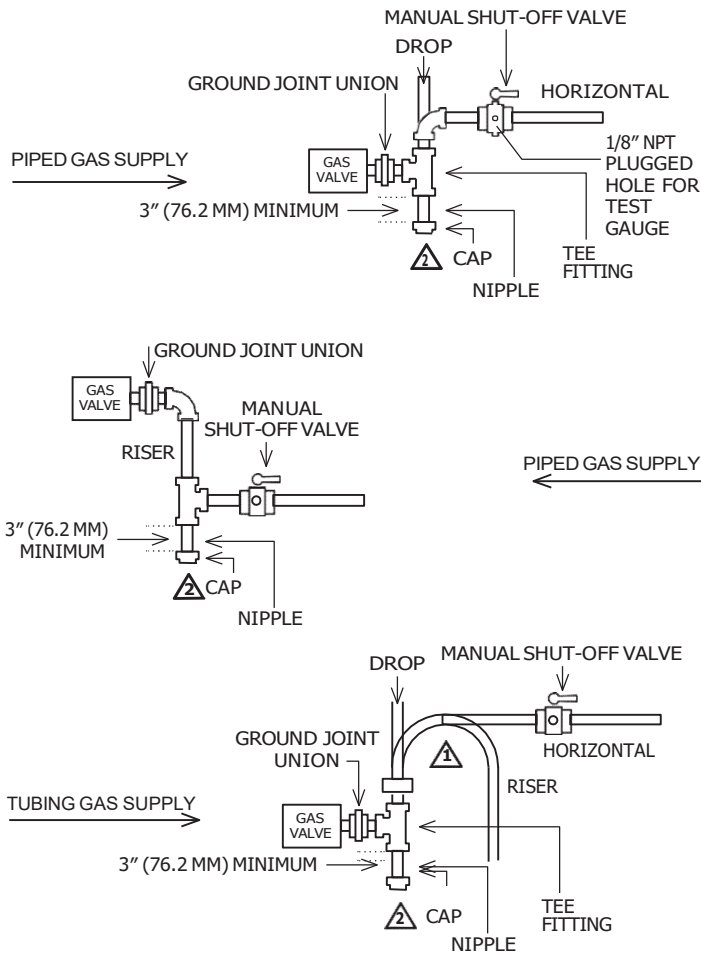 MANUAL SHUT-OFF VALVE
DROP
GROUND JOINT UNION
HORIZONTAL
PIPED GAS SUPPLY
GAS
VALVE
1/8″ NPT
PLUGGED
HOLE FOR
TEST
GAUGE
3″ (76.2 MM) MINIMUM
2
CAP
TEE
FITTING
NIPPLE
GROUND JOINT UNION
GAS
VALVE
MANUAL
SHUT-OFF VALVE
RISER
PIPED GAS SUPPLY
3″ (76.2 MM)
MINIMUM
2
CAP
NIPPLE
DROP
MANUAL SHUT-OFF VALVE
GROUND JOINT
UNION
1
HORIZONTAL
RISER
TUBING GAS SUPPLY
GAS
VALVE
3″ (76.2 MM) MINIMUM
2
CAP
TEE
FITTING
NIPPLE